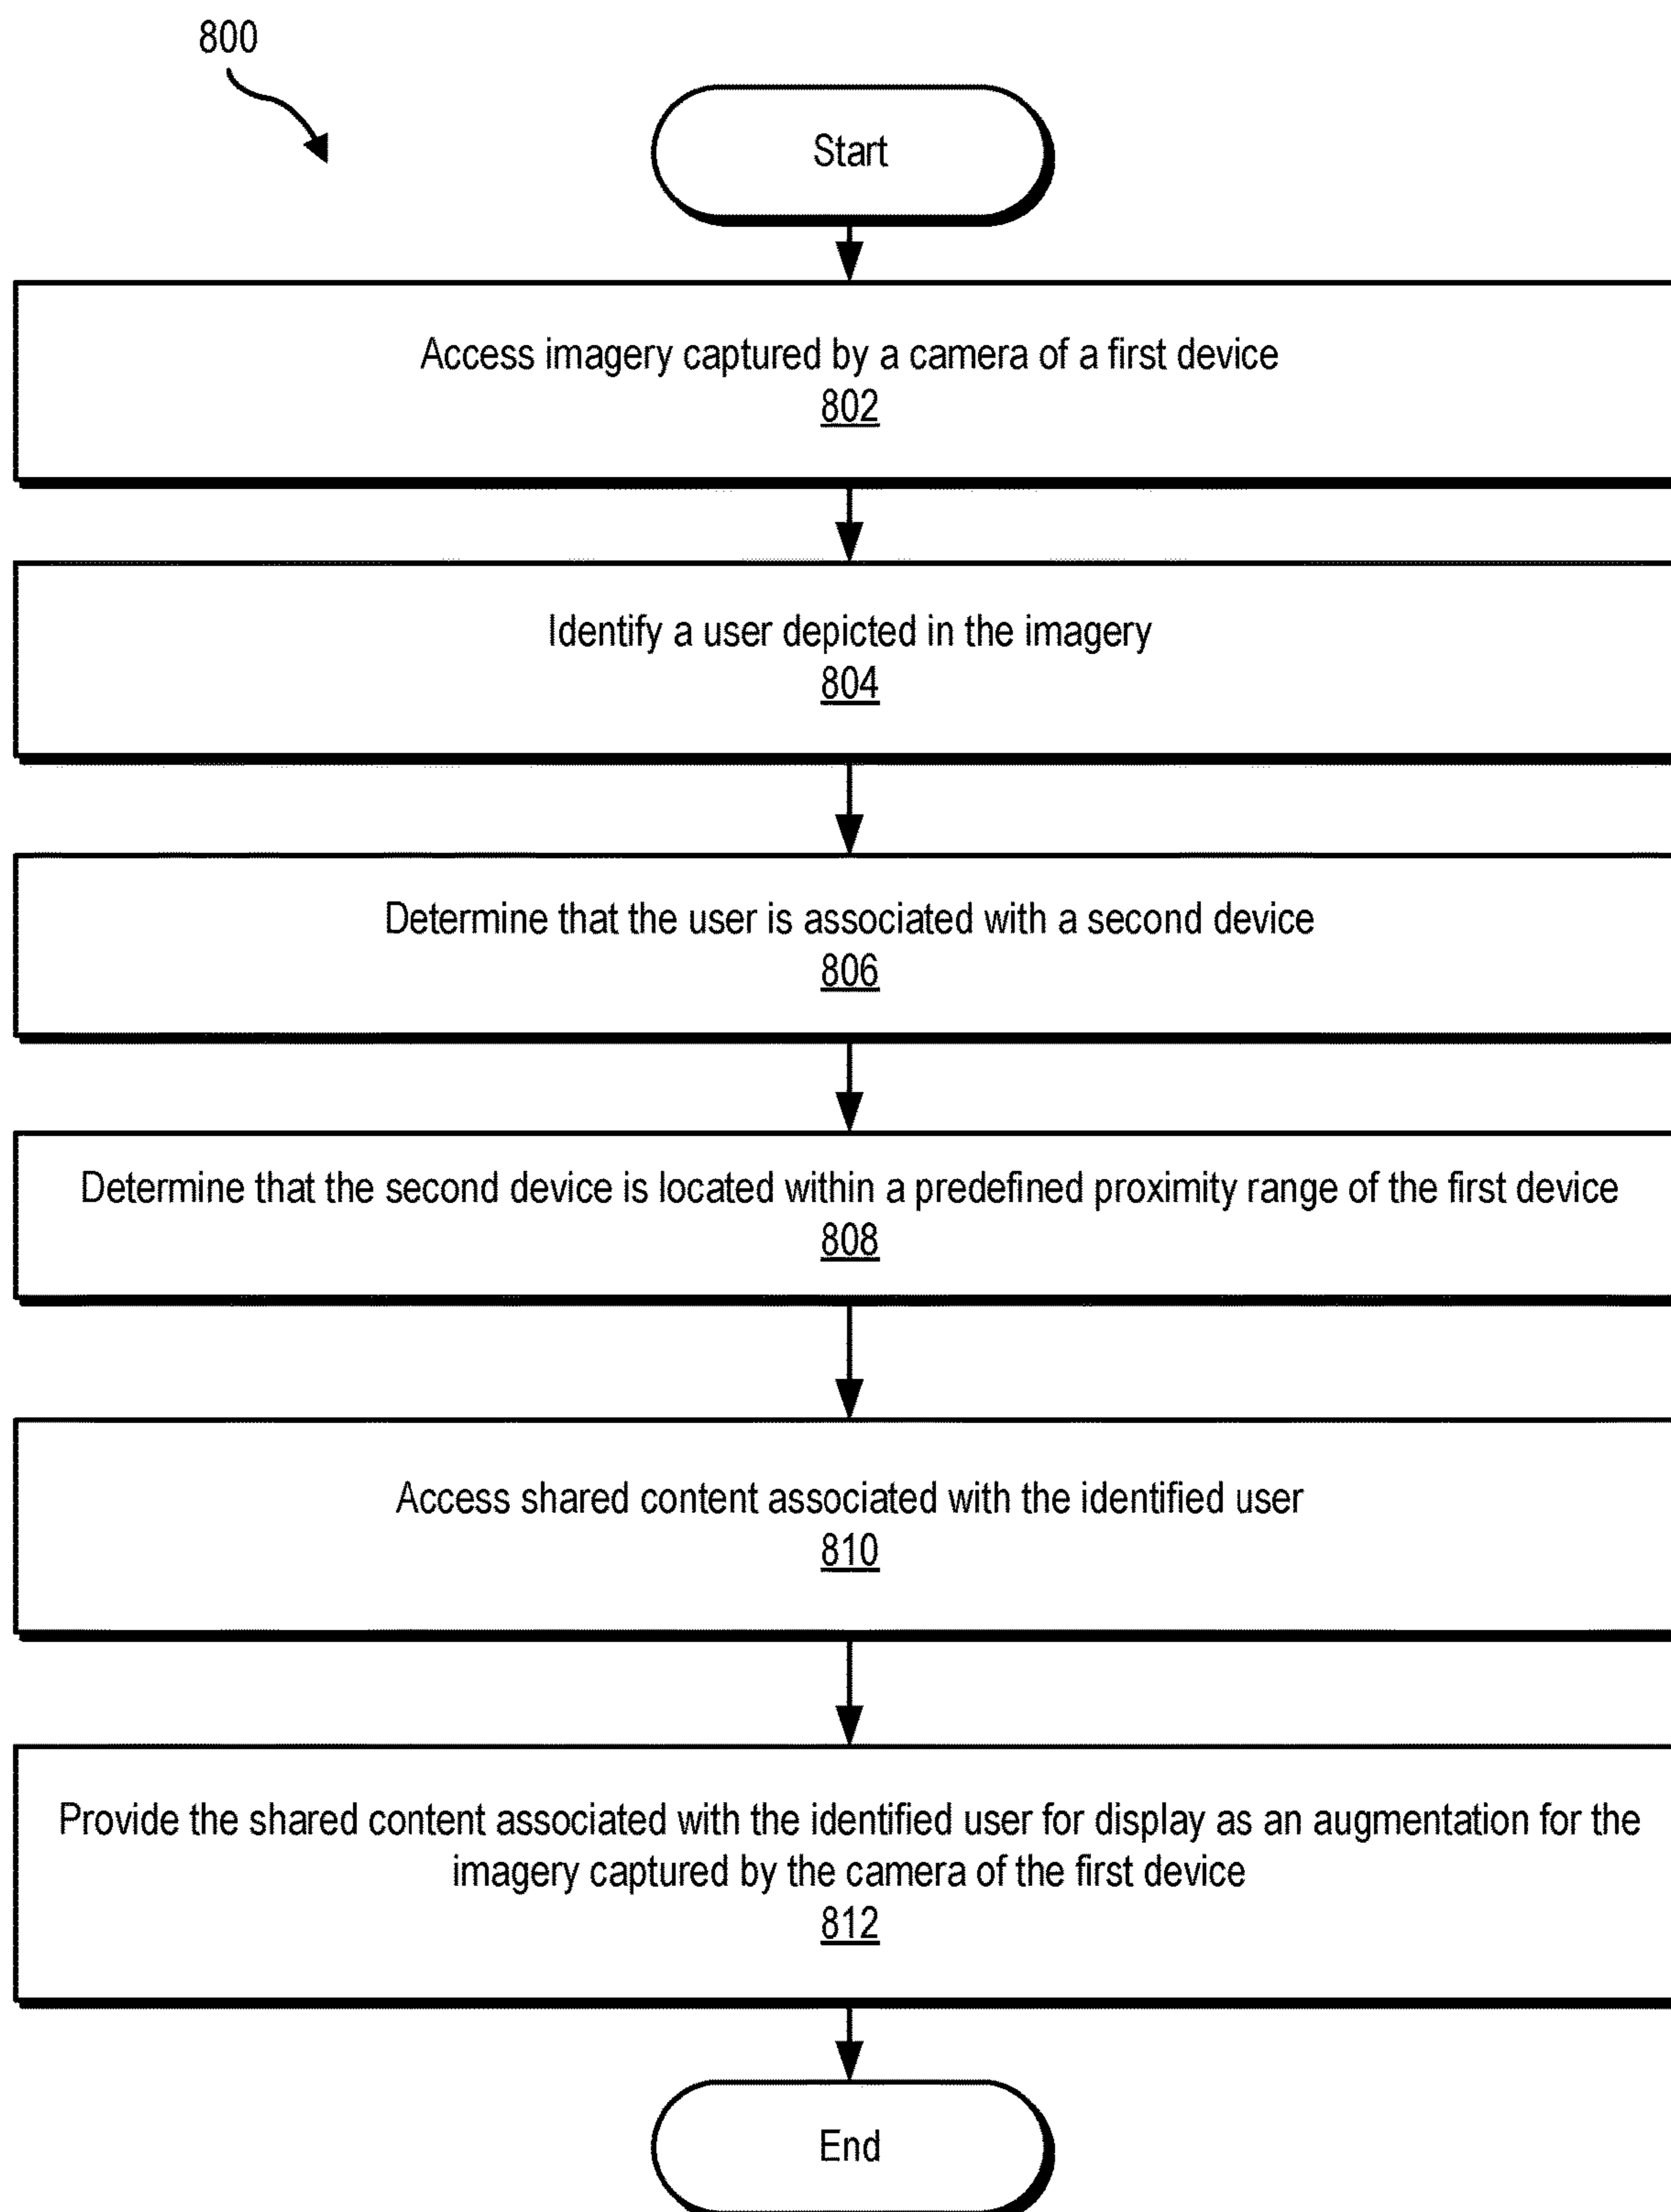 800
Start
Access imagery captured by a camera of a first device
802
Identify a user depicted in the imagery
804
Determine that the user is associated with a second device
806
Determine that the second device is located within a predefined proximity range of the first device
808
Access shared content associated with the identified user
810
Provide the shared content associated with the identified user for display as an augmentation for the
imagery captured by the camera of the first device
812
End